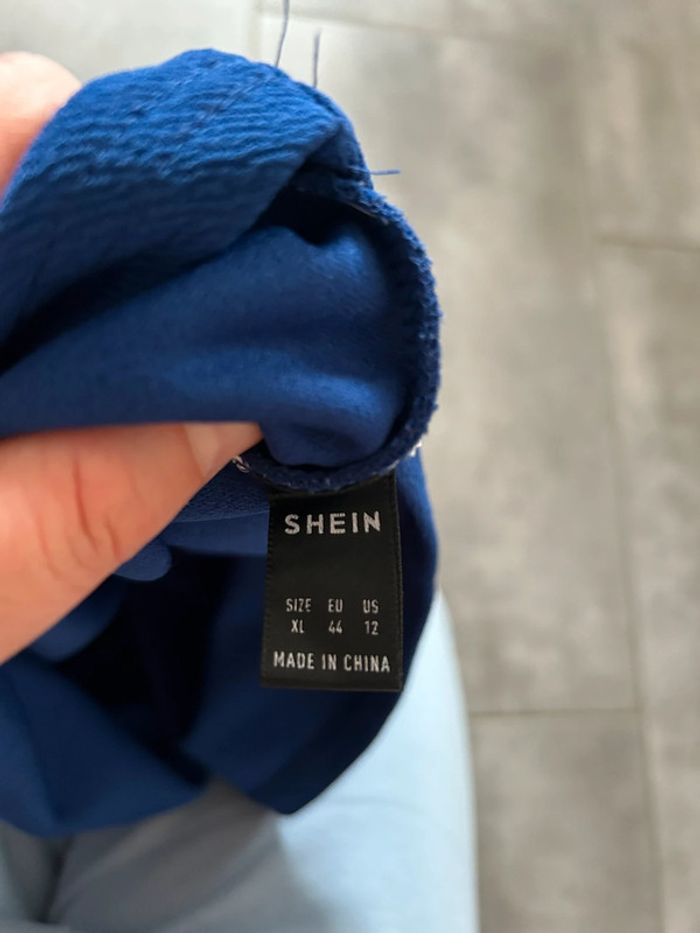 SHEIN
SIZE EU US
XL 44 12
MADE IN CHINA